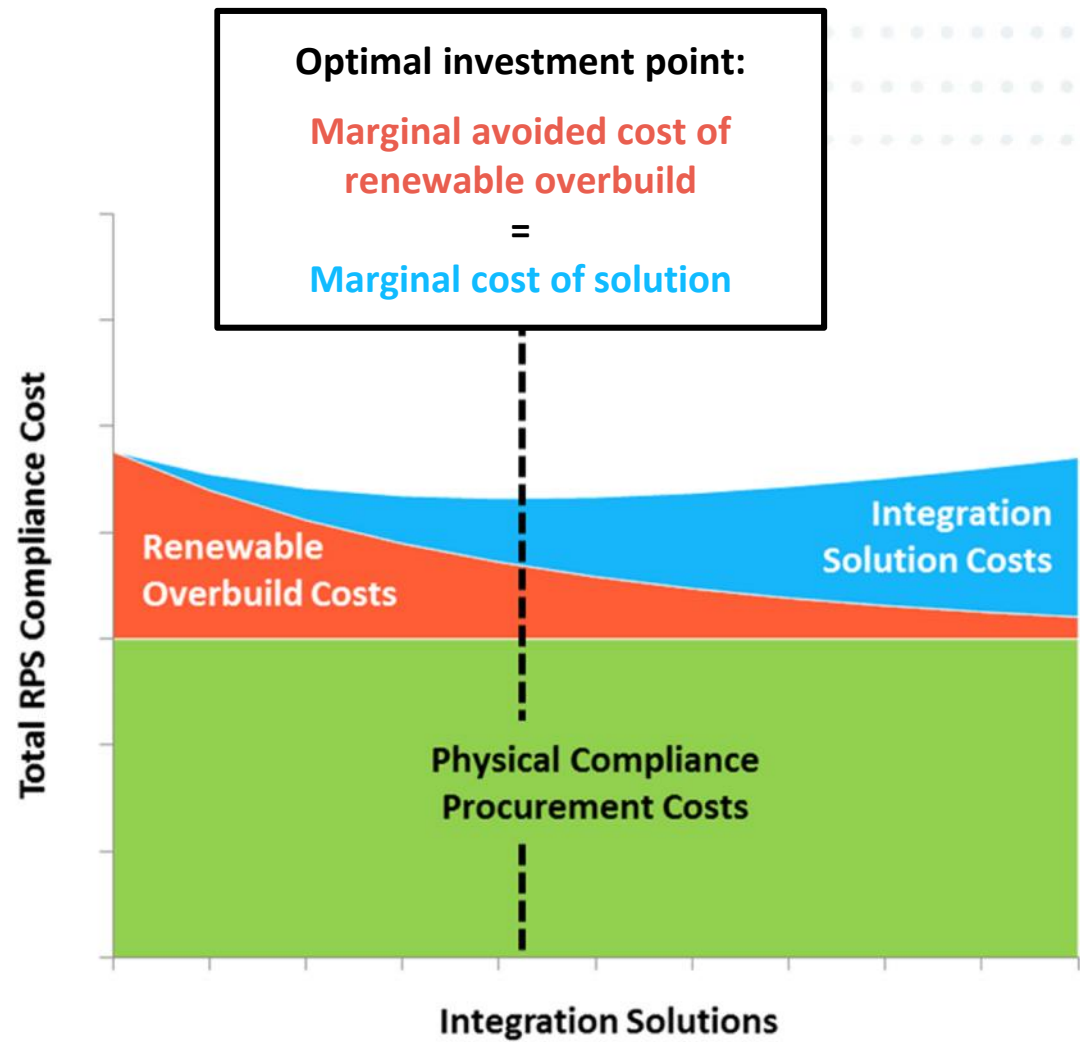 Optimal investment point:
Marginal avoided cost of
renewable overbuild
=
Marginal cost of solution
Total RPS Compliance Cost
Renewable
Overbuild Costs
Integration
Solution Costs
Physical Compliance
Procurement Costs
Integration Solutions